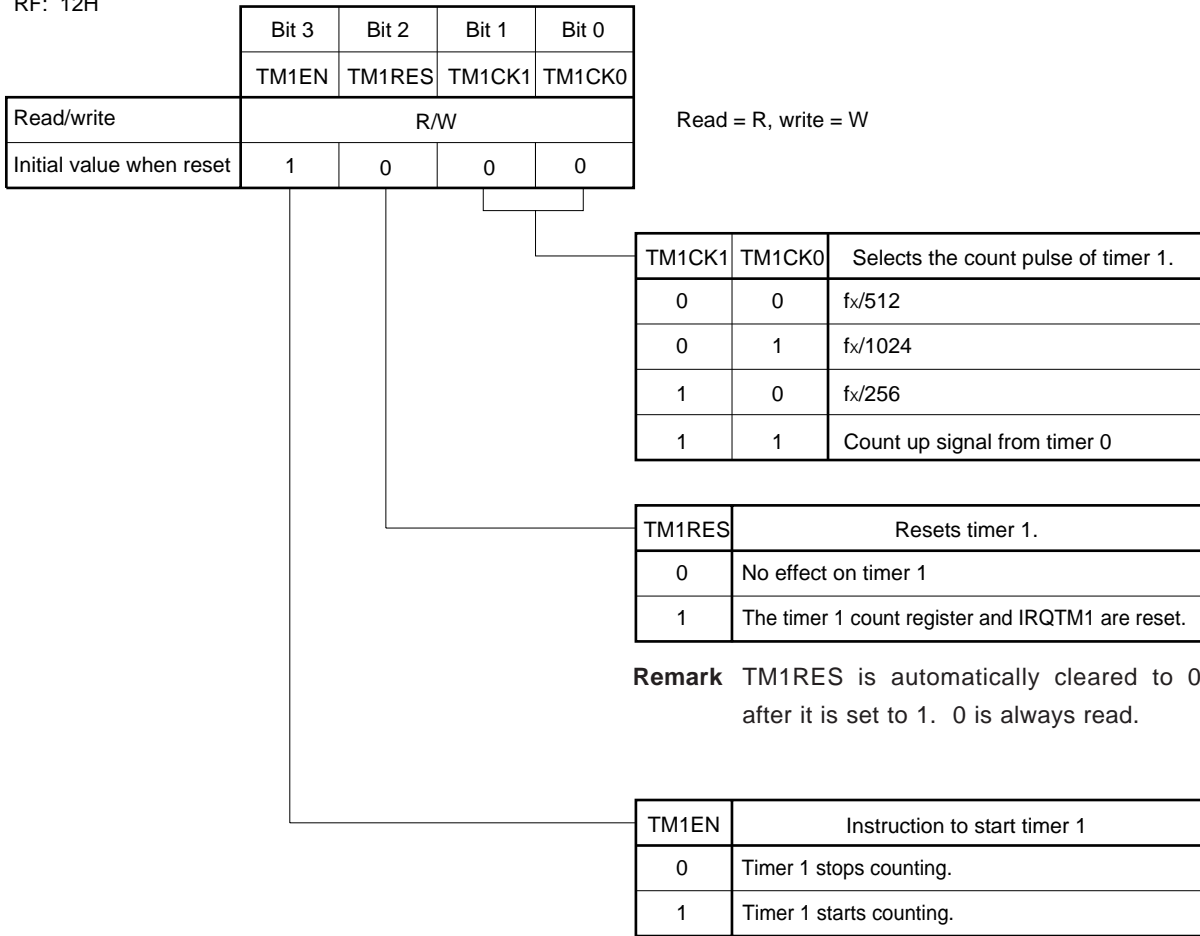 RF: 12H
Bit 3 Bit 2 Bit 1 Bit 0
TM1EN TM1RES TM1CK1 TM1CK0
Read/write R/W
Read = R, write = W
Initial value when reset 1 0 0 0
TM1CK1 TM1CK0 Selects the count pulse of timer 1.
0 0 fX/512
0 1 fX/1024
1 0 fX/256
1 1 Count up signal from timer 0
TM1RES Resets timer 1.
0 No effect on timer 1
1 The timer 1 count register and IRQTM1 are reset.
Remark TM1RES is automatically cleared to 0
after it is set to 1. 0 is always read.
TM1EN Instruction to start timer 1
0 Timer 1 stops counting.
1 Timer 1 starts counting.